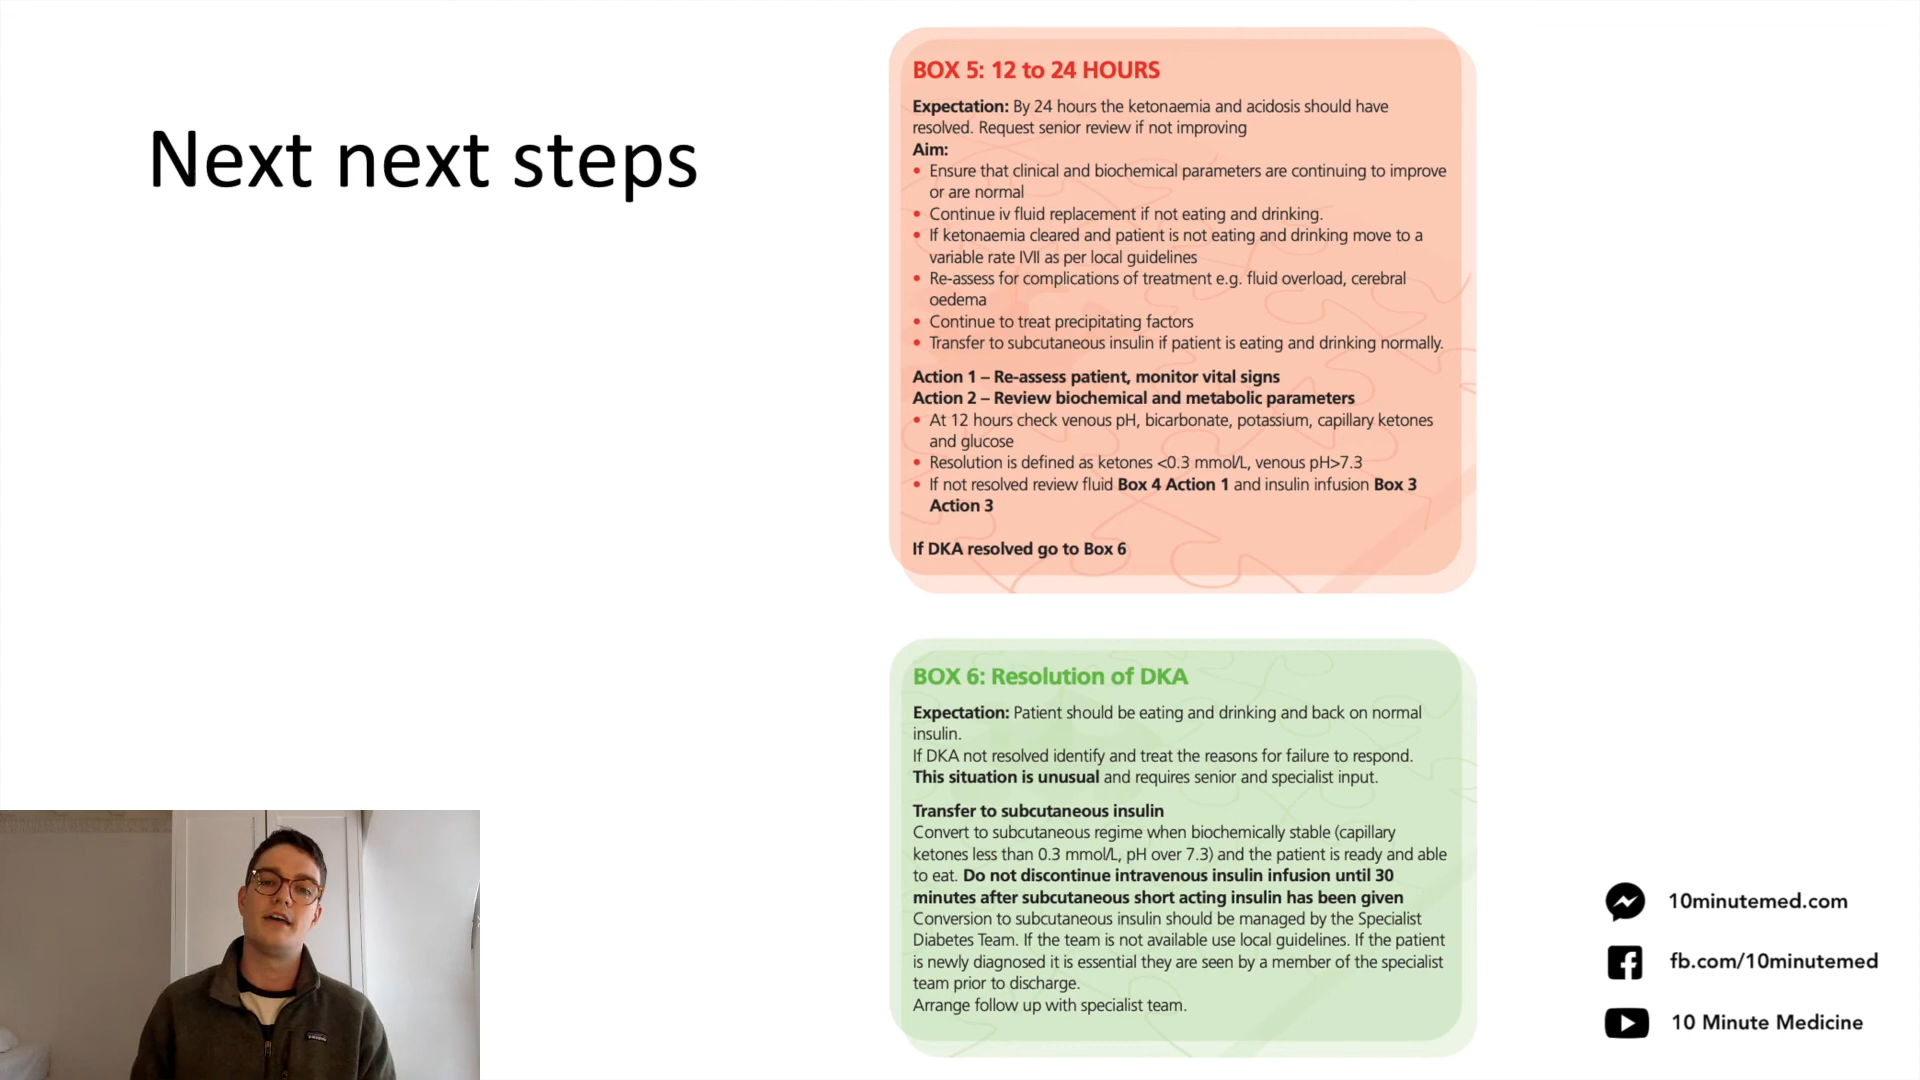 Next next steps
BOX 5: 12 to 24 HOURS
Expectation: By 24 hours the ketonaemia and acidosis should have
resolved. Request senior review if not improving
Aim:
• Ensure that clinical and biochemical parameters are continuing to improve
or are normal
• Continue iv fluid replacement if not eating and drinking.
• If ketonaemia cleared and patient is not eating and drinking move to a
variable rate IVII as per local guidelines
• Re-assess for complications of treatment e.g. fluid overload, cerebral
oedema
• Continue to treat precipitating factors
• Transfer to subcutaneous insulin if patient is eating and drinking normally.
Action 1 – Re-assess patient, monitor vital signs
Action 2 – Review biochemical and metabolic parameters
• At 12 hours check venous pH, bicarbonate, potassium, capillary ketones
and glucose
• Resolution is defined as ketones <0.3 mmol/L, venous pH>7.3
• If not resolved review fluid Box 4 Action 1 and insulin infusion Box 3
Action 3
If DKA resolved go to Box 6
BOX 6: Resolution of DKA
Expectation: Patient should be eating and drinking and back on normal
insulin.
If DKA not resolved identify and treat the reasons for failure to respond.
This situation is unusual and requires senior and specialist input.
Transfer to subcutaneous insulin
Convert to subcutaneous regime when biochemically stable (capillary
ketones less than 0.3 mmol/L, pH over 7.3) and the patient is ready and able
to eat. Do not discontinue intravenous insulin infusion until 30
minutes after subcutaneous short acting insulin has been given
Conversion to subcutaneous insulin should be managed by the Specialist
Diabetes Team. If the team is not available use local guidelines. If the patient
is newly diagnosed it is essential they are seen by a member of the specialist
team prior to discharge.
Arrange follow up with specialist team.
10minutemed.com
fb.com/10minutemed
10 Minute Medicine